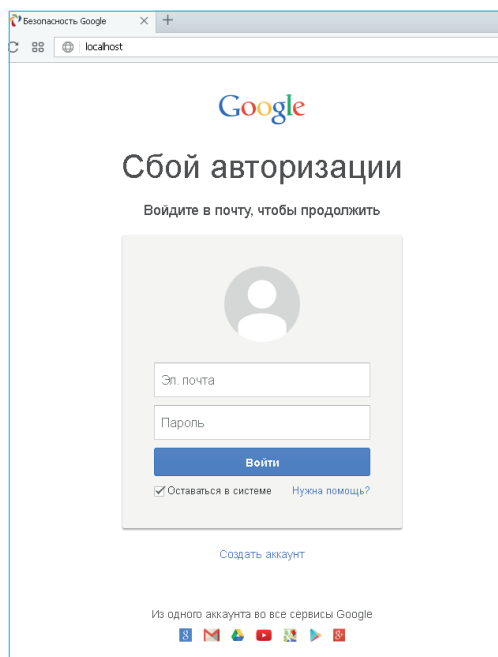 Безопасность Google
localhost
Google
Сбой авторизации
Войдите в почту, чтобы продолжить
Эл. почта
Пароль
Войти
Оставаться в системе Нужна помощь?
Создать аккаунт
Из одного аккаунта во все сервисы Google